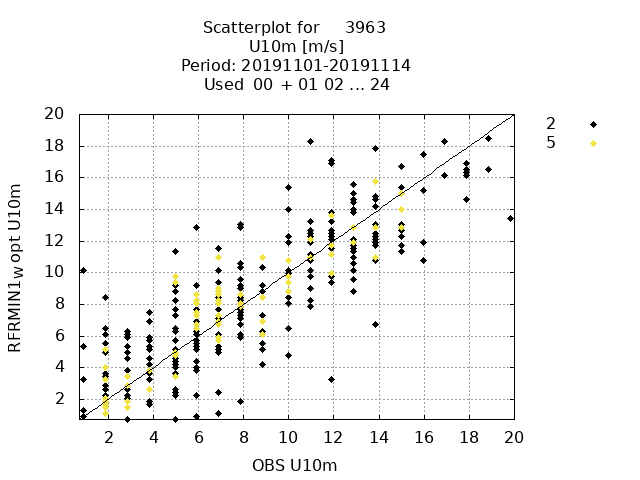 Scatterplot for 3963
U10m [m/s]
Period: 20191101-20191114
Used 00 + 01 02 ... 24
2
5
20
18
16
14
12
10
8
6
4
2
RFRMIN1w opt U10m
2 4 6 8 10 12 14 16 18 20
OBS U10m